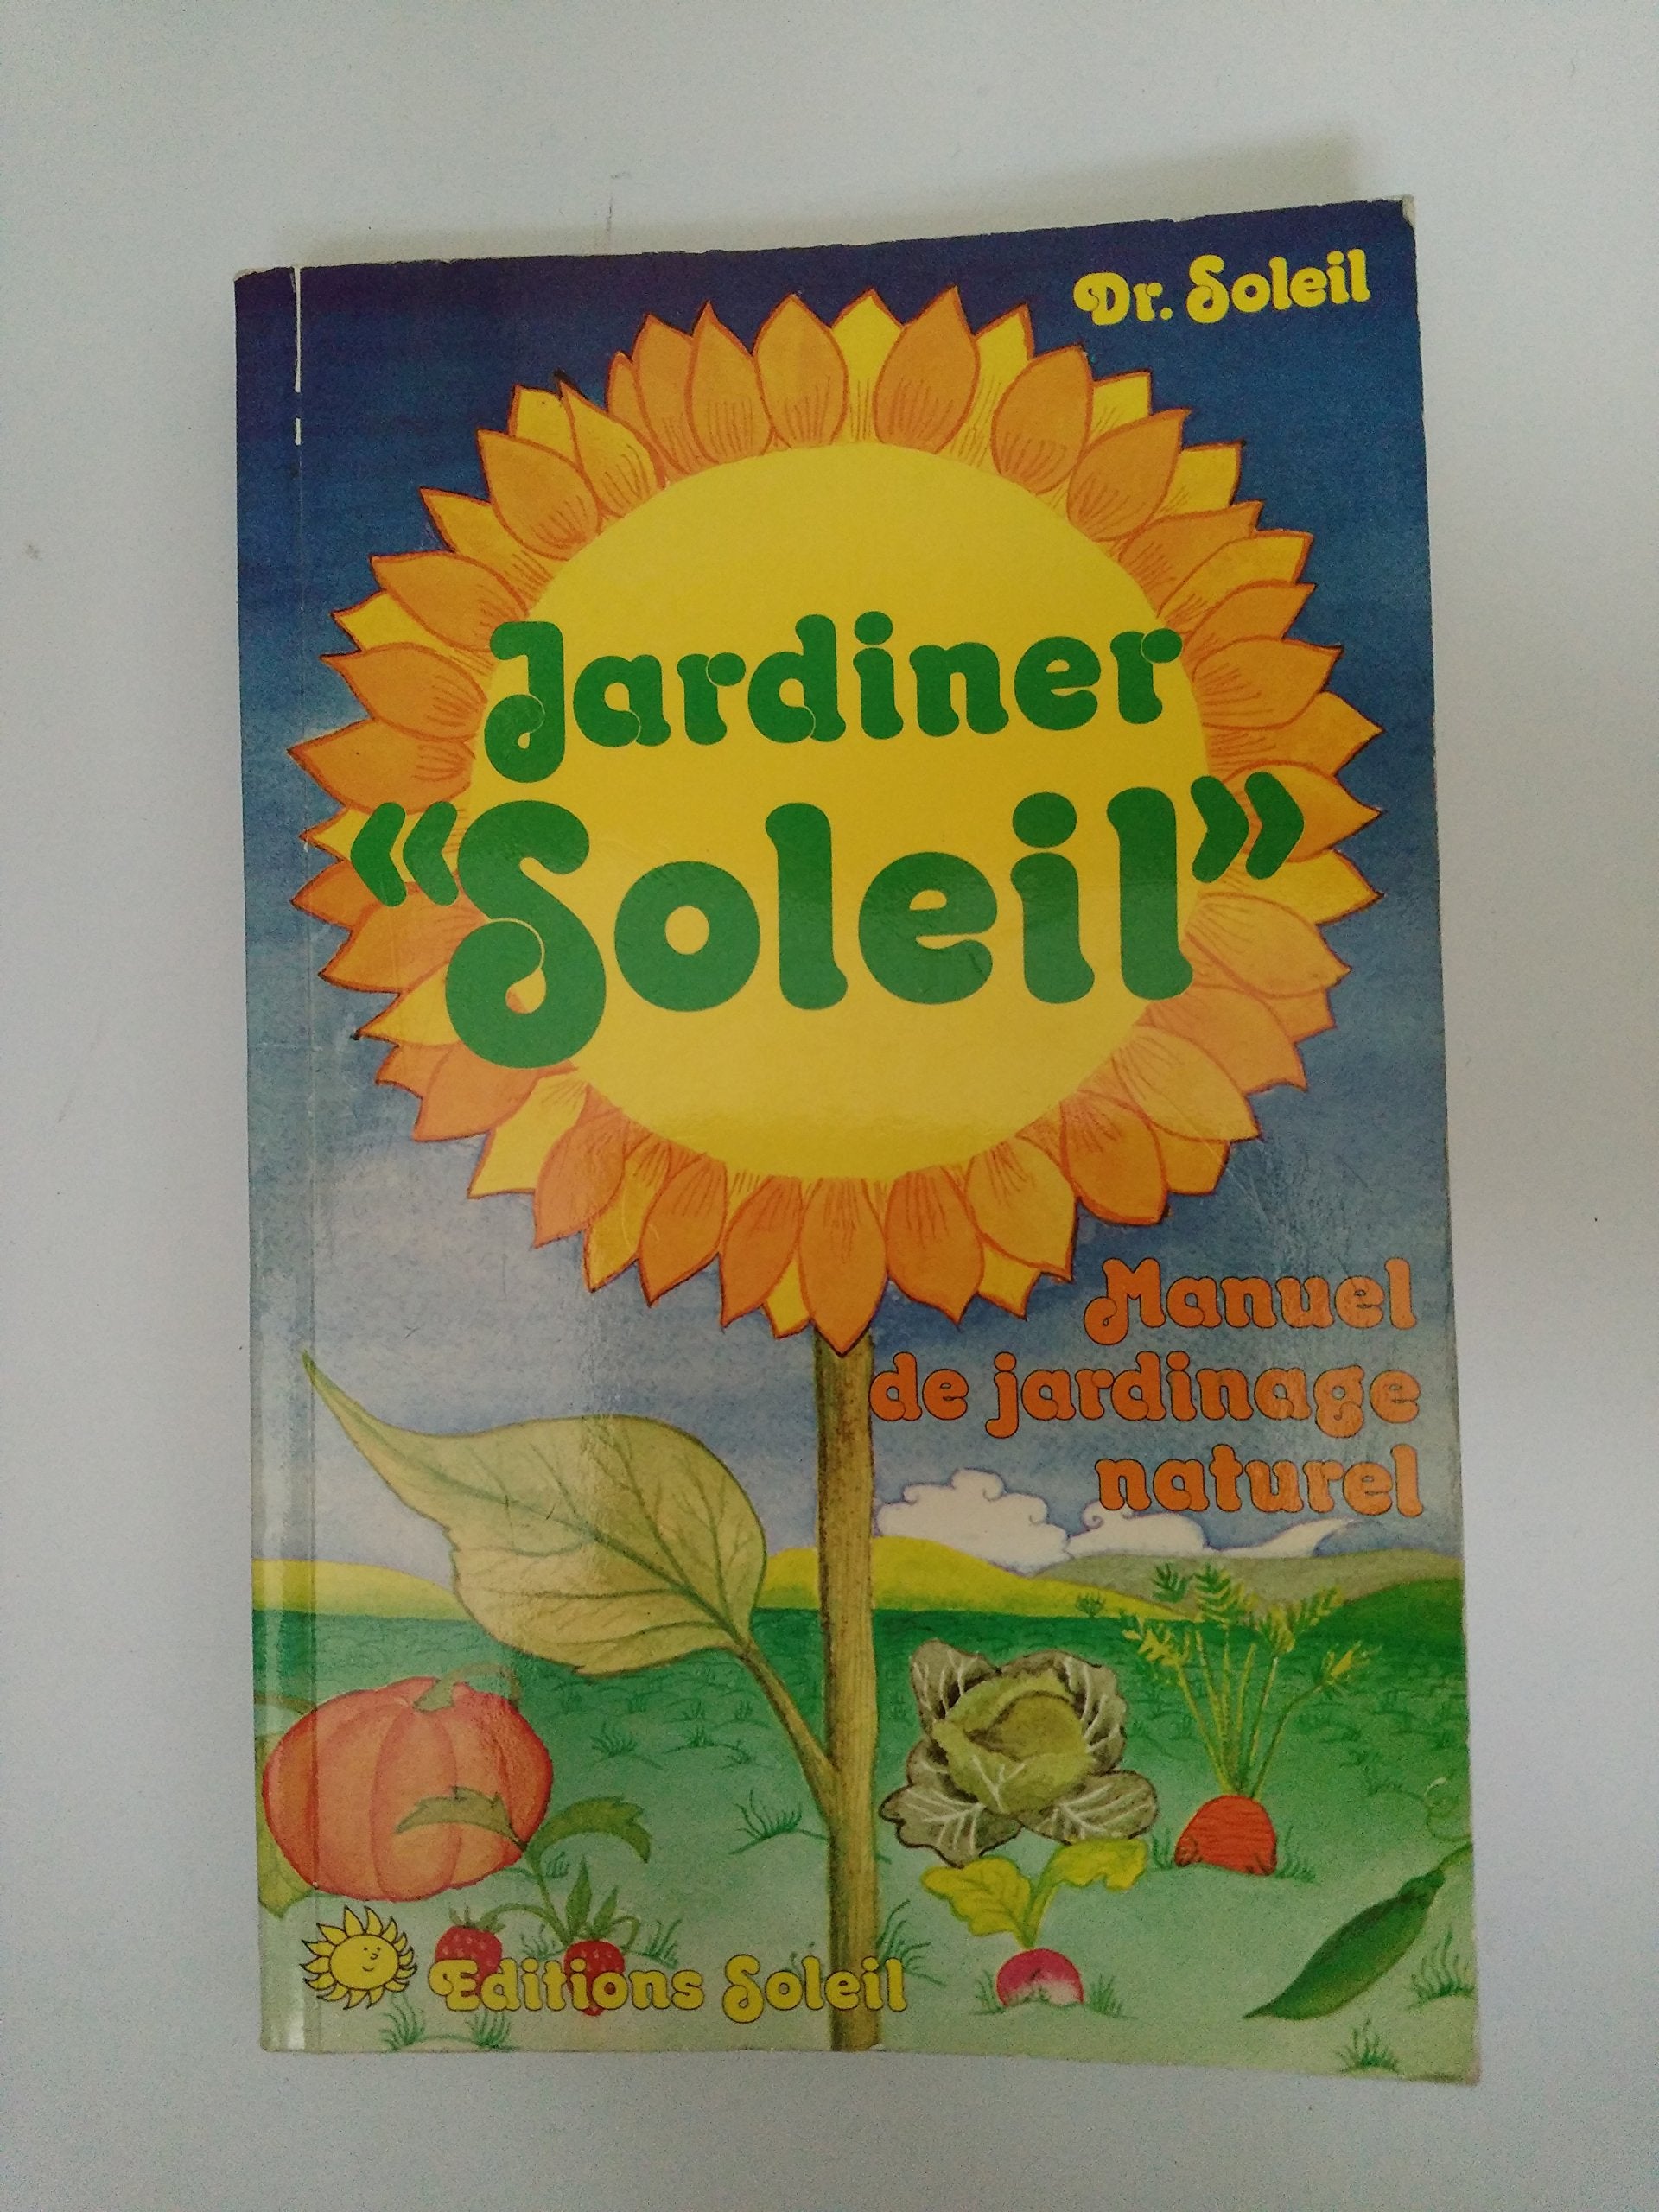 Dr. Soleil
Jardiner
“Soleil”
Manuel
de jardinage
naturel
Editions Soleil